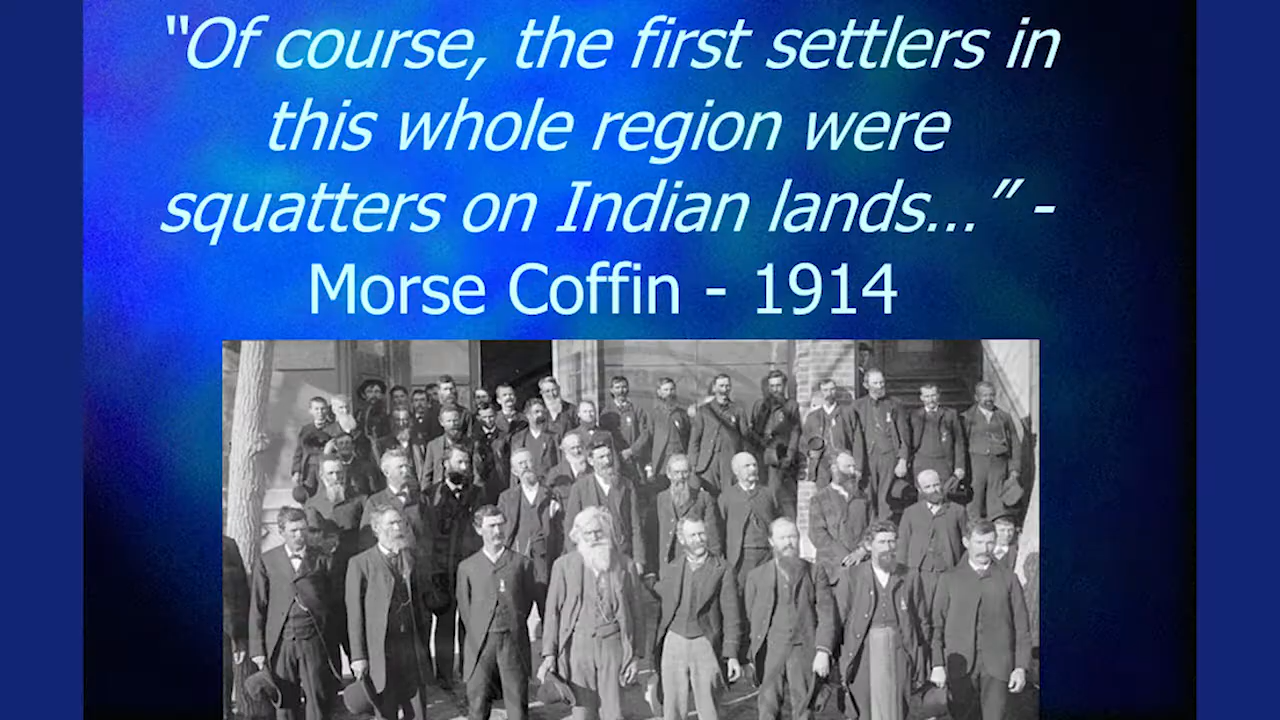 “Of course, the first settlers in
this whole region were
squatters on Indian lands…” -
Morse Coffin - 1914